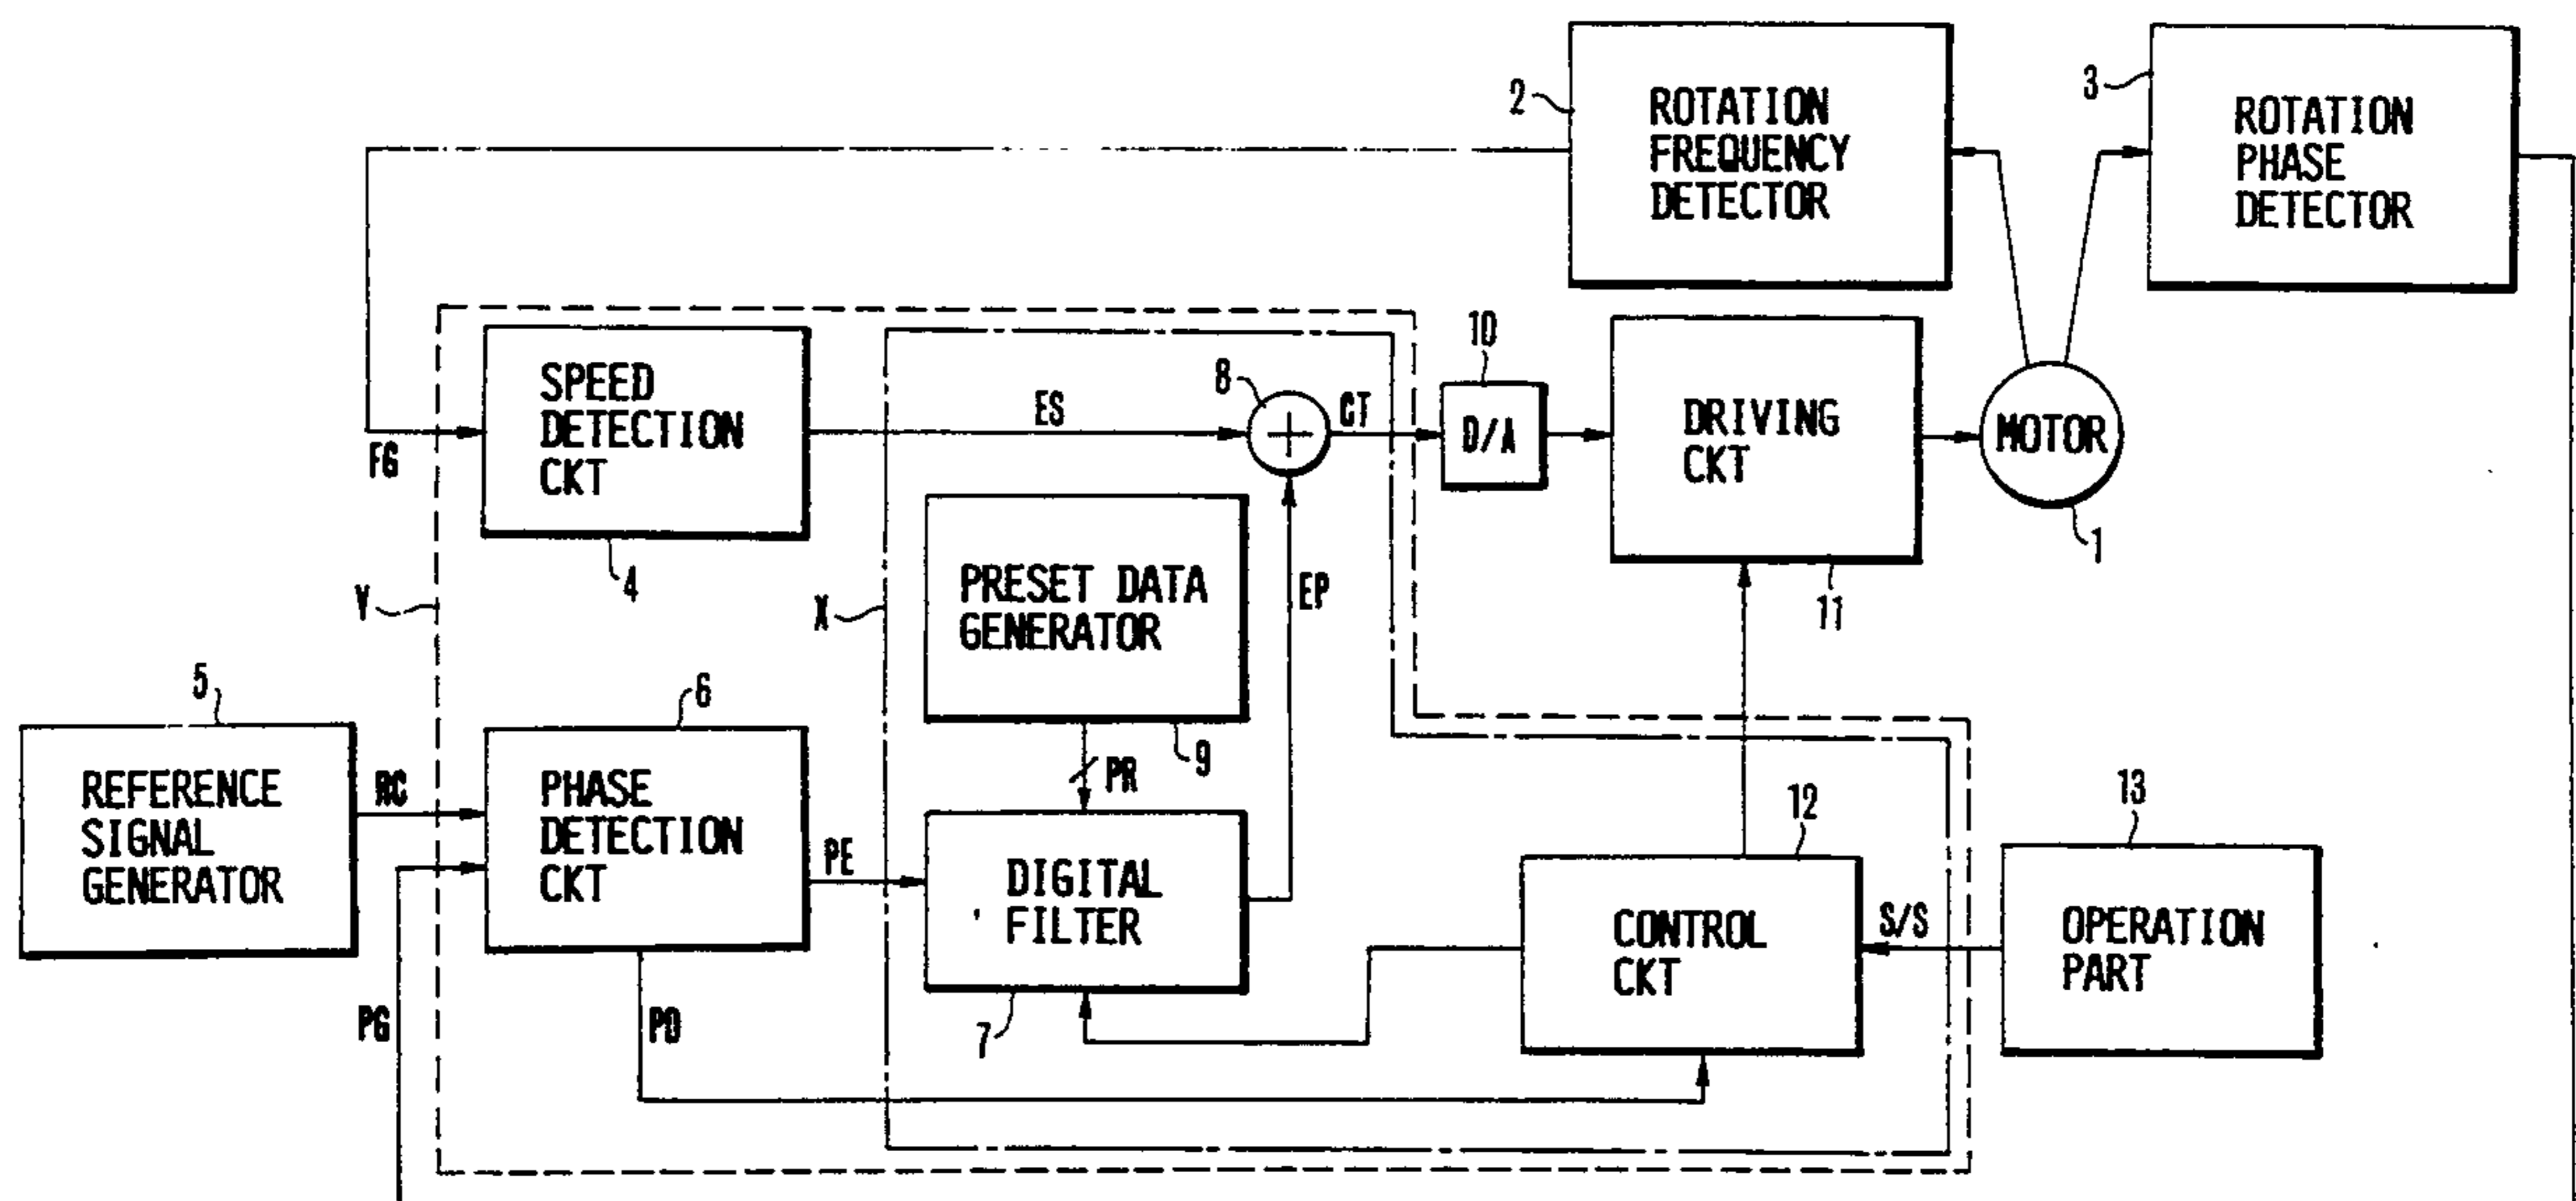 2
ROTATION
FREQUENCY
DETECTOR
3
ROTATION
PHASE
DETECTOR
FG
SPEED
DETECTION
CKT
4
ES
8
CT
10
D/A
DRIVING
CKT
11
MOTOR
1
Y
X
PRESET DATA
GENERATOR
9
EP
PR
5
REFERENCE
SIGNAL
GENERATOR
RC
PG
6
PHASE
DETECTION
CKT
PE
PD
DIGITAL
FILTER
7
12
CONTROL
CKT
S/S
13
OPERATION
PART